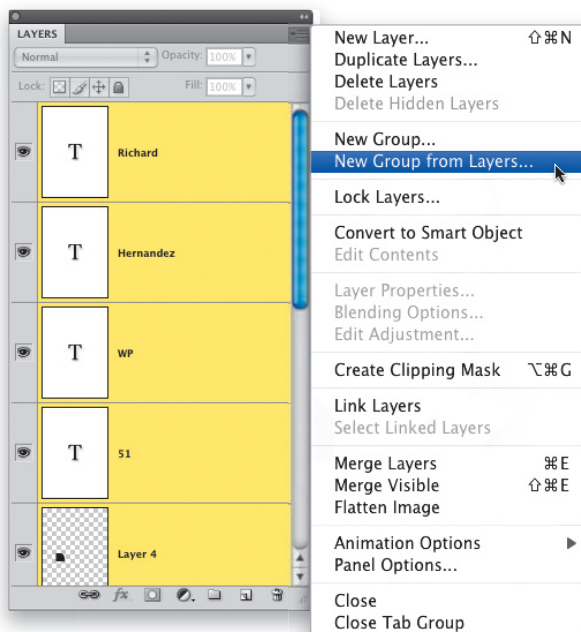 LAYERS
Normal
Opacity: 100%
Lock:
Fill: 100%
T
Richard
T
Hernandez
T
WP
T
51
Layer 4
fx
New Layer... ⇧⌘N
Duplicate Layers...
Delete Layers
Delete Hidden Layers
New Group...
New Group from Layers...
Lock Layers...
Convert to Smart Object
Edit Contents
Layer Properties...
Blending Options...
Edit Adjustment...
Create Clipping Mask ⌥⌘G
Link Layers
Select Linked Layers
Merge Layers ⌘E
Merge Visible ⇧⌘E
Flatten Image
Animation Options
Panel Options...
Close
Close Tab Group